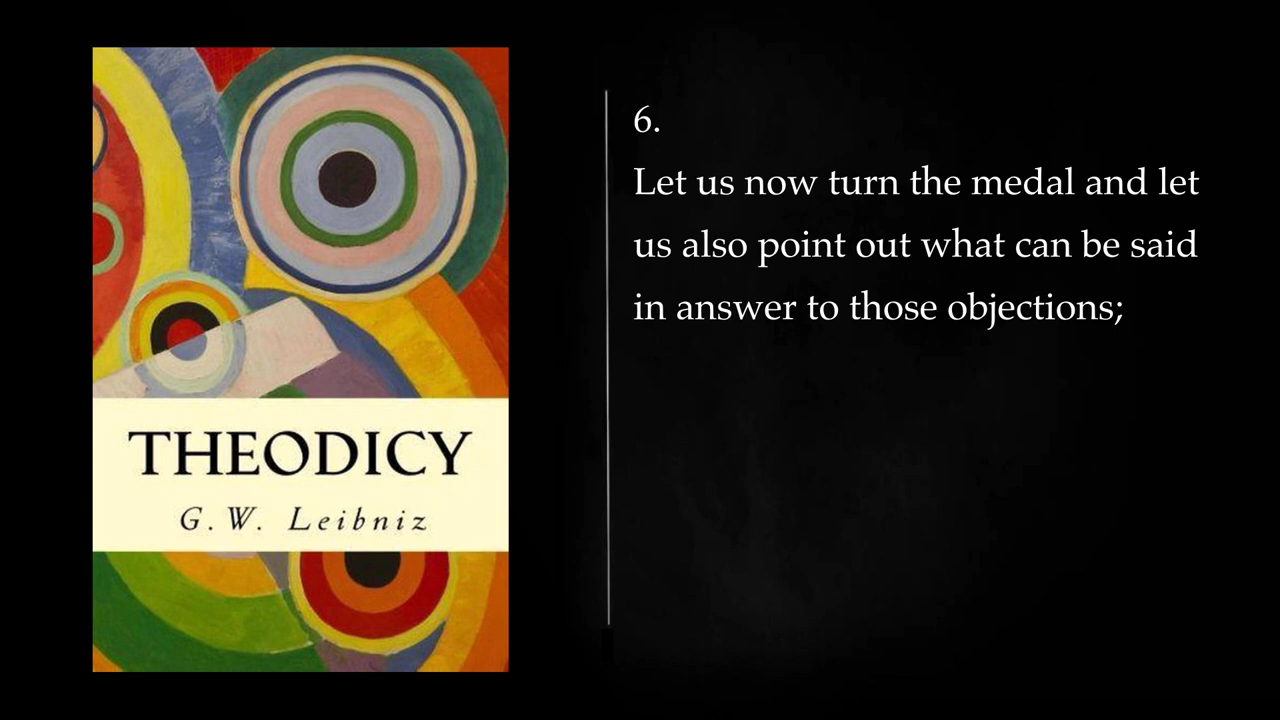 THEODICY
G. W. Leibniz
6.
Let us now turn the medal and let
us also point out what can be said
in answer to those objections;